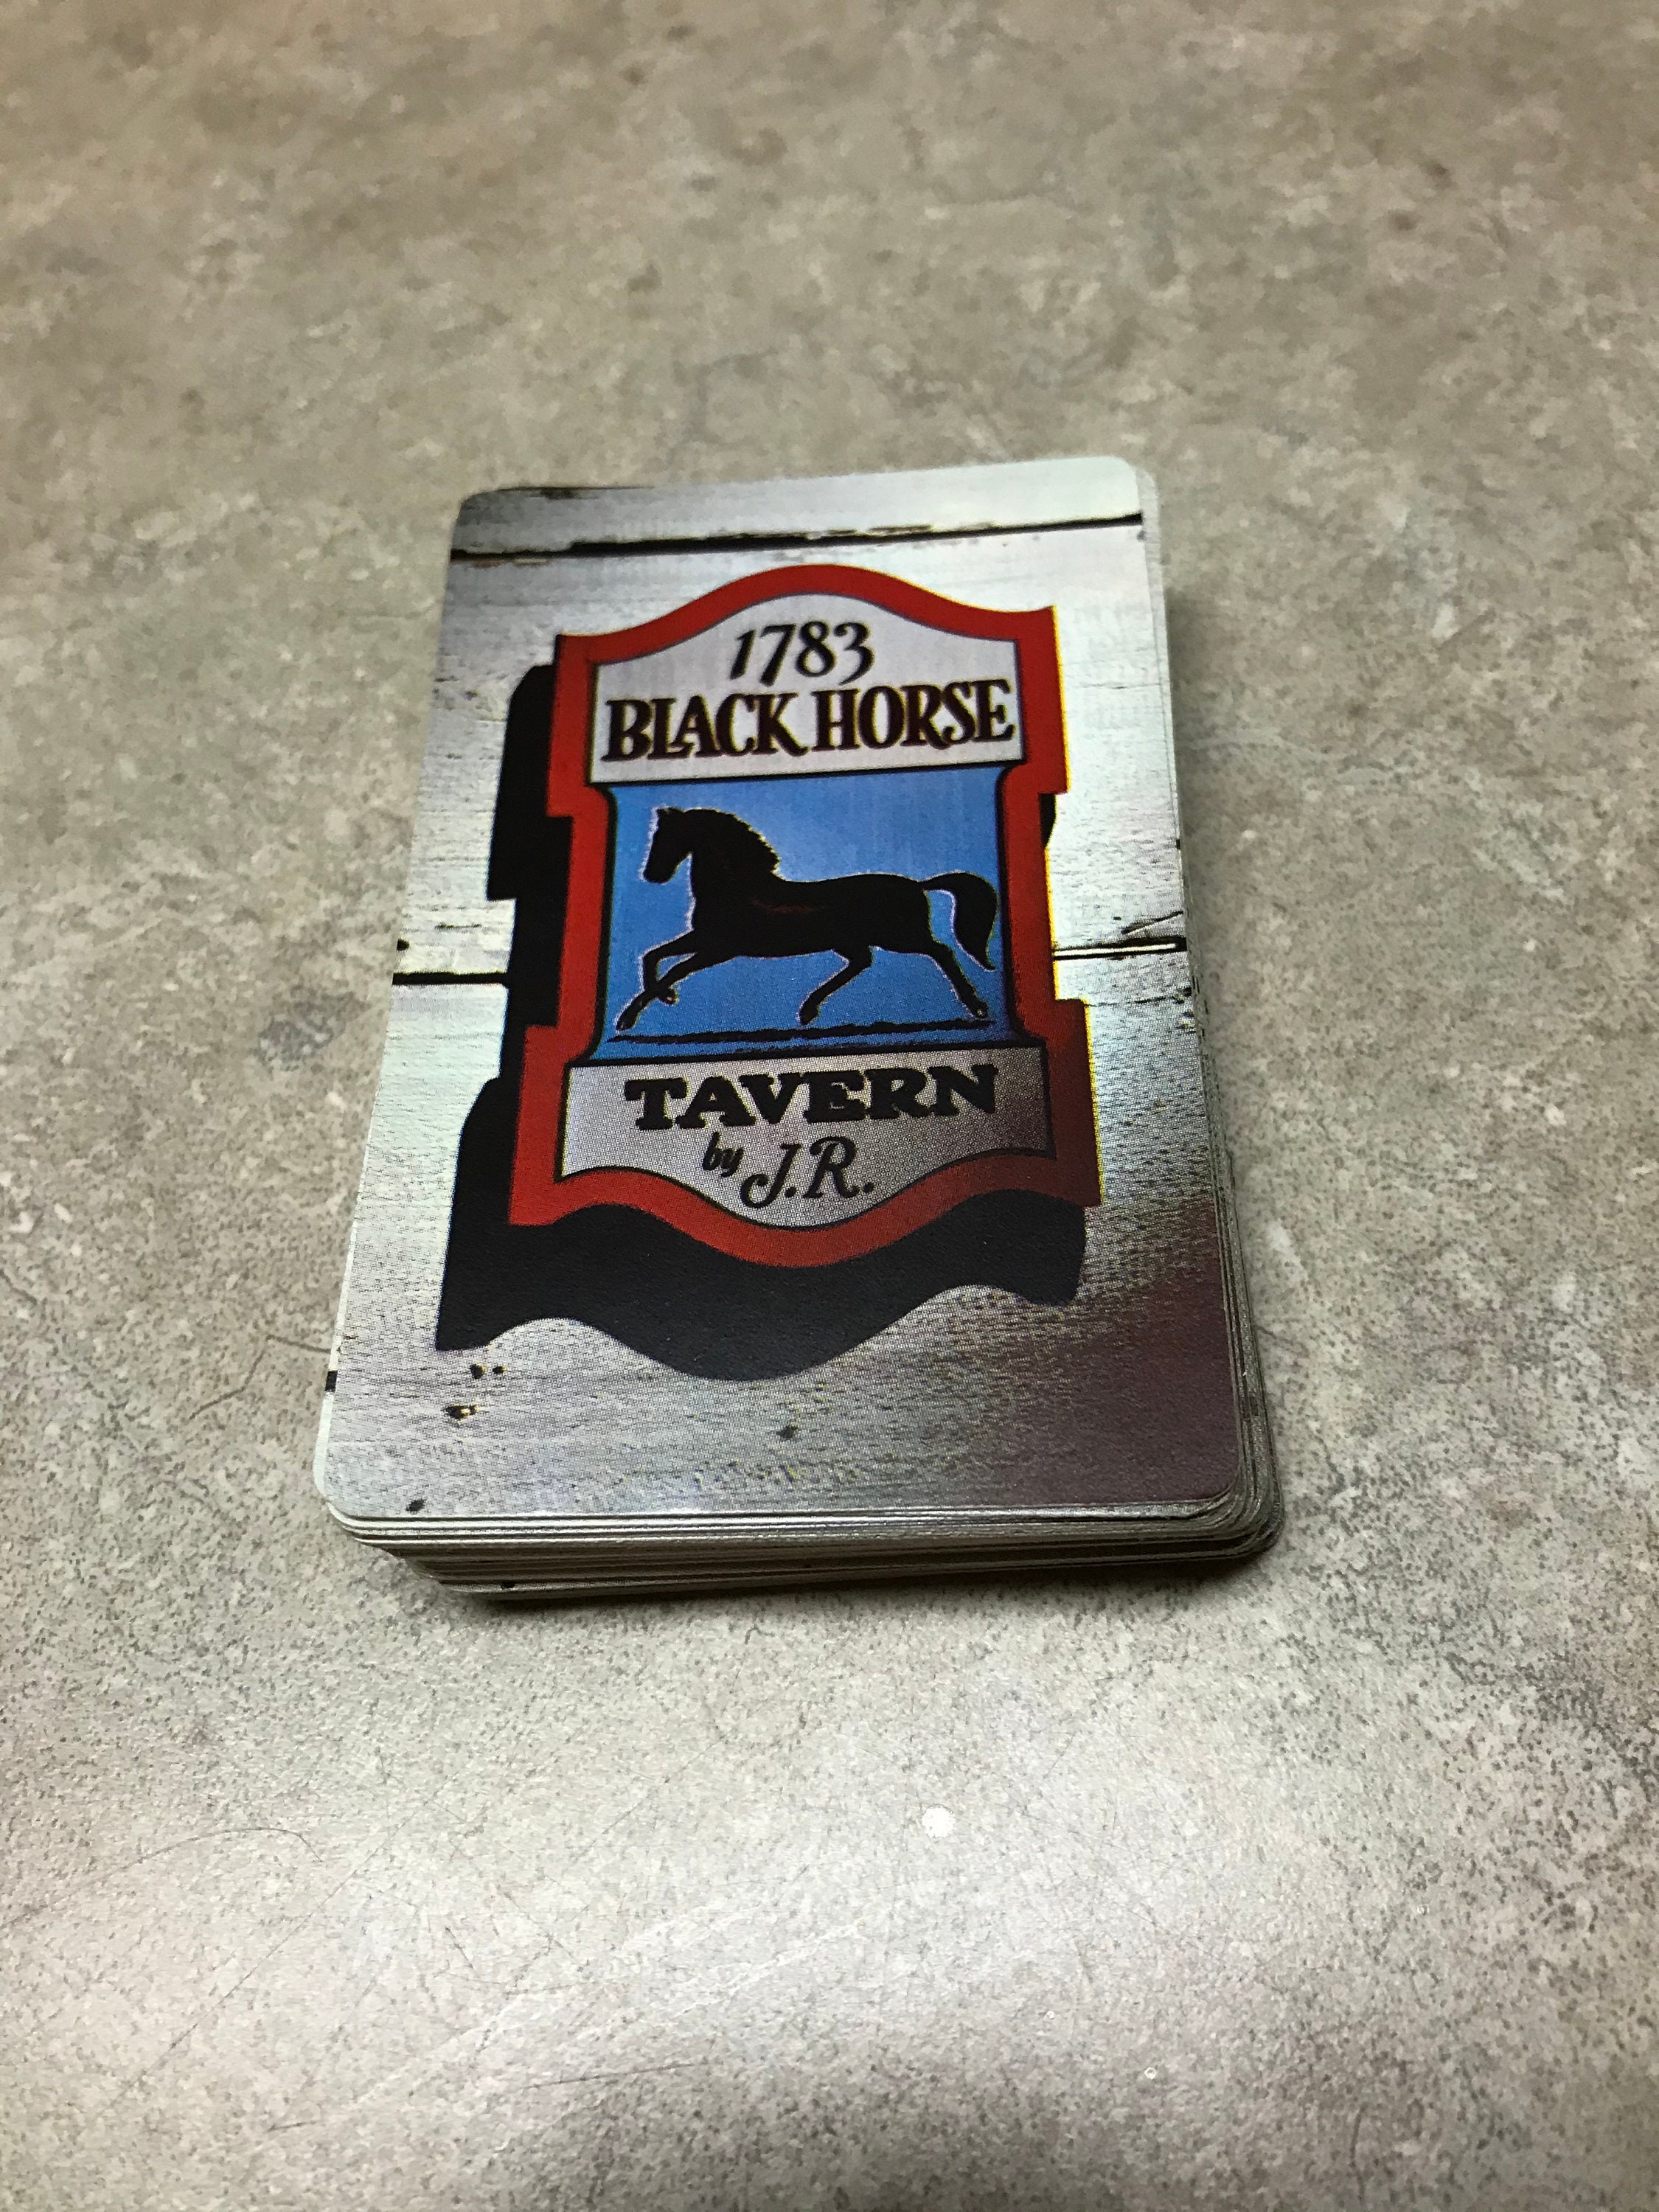 1783
BLACK HORSE
TAVERN
by J.R.